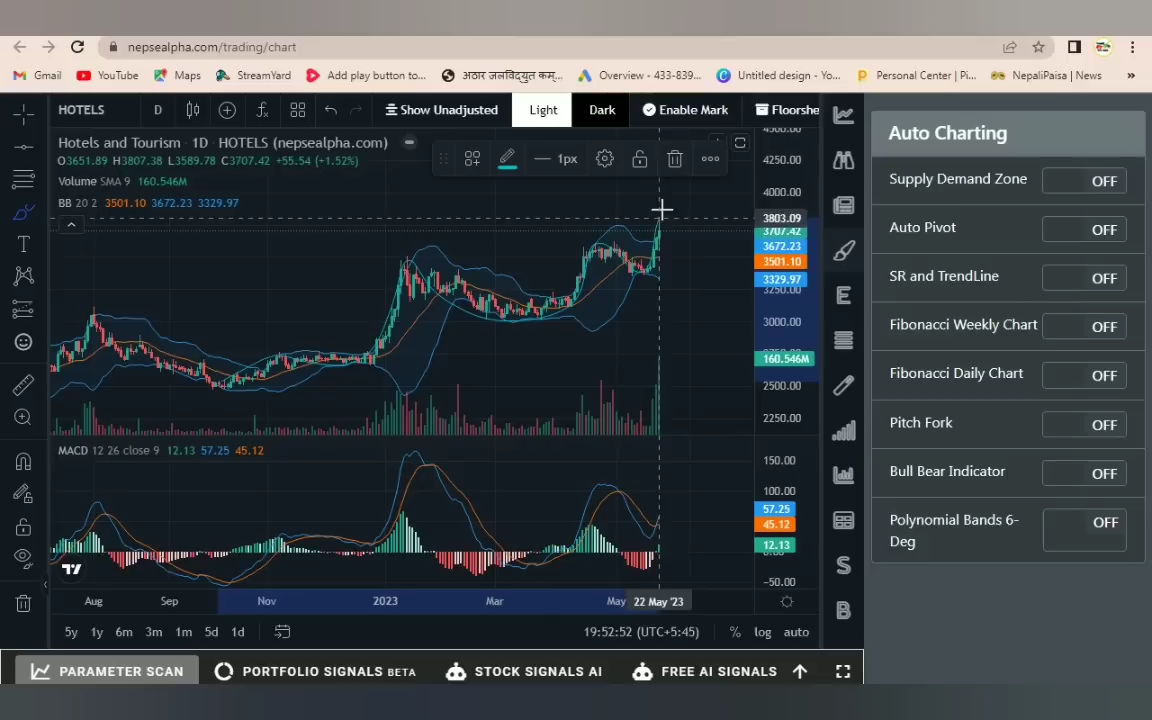 nepsealpha.com/trading/chart
Gmail YouTube Maps StreamYard Add play button to... अठार जलविद्युत कम्... Overview - 433-839... Untitled design - Yo... Personal Center | Pi... NepaliPaisa | News »
HOTELS D Show Unadjusted Light Dark Enable Mark Floorshe
Hotels and Tourism · 1D · HOTELS (nepsealpha.com)
O3651.89 H3807.38 L3589.78 C3707.42 +55.54 (+1.52%)
1px
Volume SMA 9 160.546M
BB 20 2 3501.10 3672.23 3329.97
4250.00
4000.00
3803.09
3707.42
3672.23
3501.10
3329.97
3250.00
3000.00
160.546M
2500.00
2250.00
MACD 12 26 close 9 12.13 57.25 45.12
150.00
100.00
57.25
45.12
12.13
-50.00
Aug Sep Nov 2023 Mar May 22 May '23
5y 1y 6m 3m 1m 5d 1d 19:52:52 (UTC+5:45) % log auto
PARAMETER SCAN PORTFOLIO SIGNALS BETA STOCK SIGNALS AI FREE AI SIGNALS
E
S
B
Auto Charting
Supply Demand Zone OFF
Auto Pivot OFF
SR and TrendLine OFF
Fibonacci Weekly Chart OFF
Fibonacci Daily Chart OFF
Pitch Fork OFF
Bull Bear Indicator OFF
Polynomial Bands 6- OFF
Deg